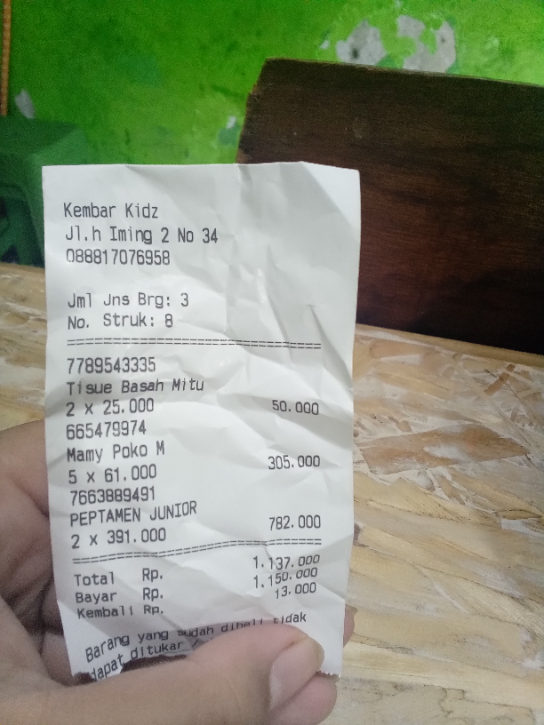 Kembar Kidz
Jl.h Iming 2 No 34
088817076958
Jml Jns Brg: 3
No. Struk: 8
================================
7789543335
Tisue Basah Mitu
2 x 25.000 50.000
665479974
Mamy Poko M
5 x 61.000 305.000
7663889491
PEPTAMEN JUNIOR
2 x 391.000 782.000
================================
Total Rp. 1.137.000
Bayar Rp. 1.150.000
Kembali Rp. 13.000
Barang yang sudah dibeli tidak
dapat ditukar